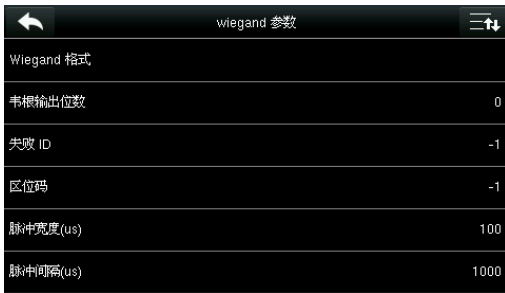 wiegand 参数
Wiegand 格式
韦根输出位数 0
失败 ID -1
区位码 -1
脉冲宽度(us) 100
脉冲间隔(us) 1000